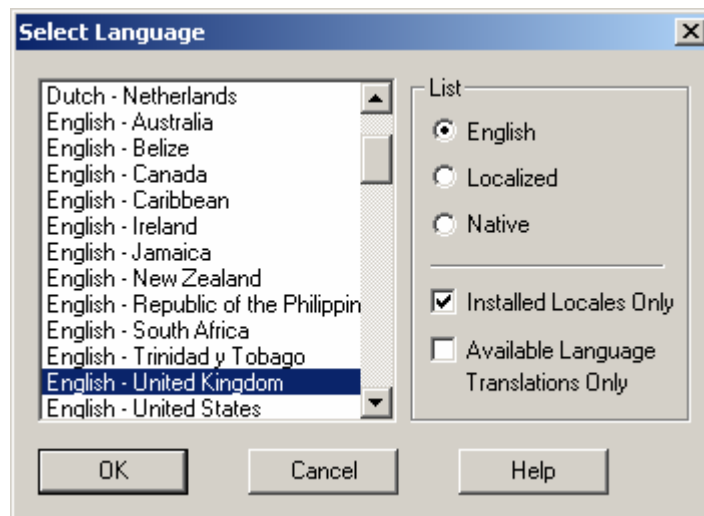 Select Language
Dutch - Netherlands
English - Australia
English - Belize
English - Canada
English - Caribbean
English - Ireland
English - Jamaica
English - New Zealand
English - Republic of the Philippin
English - South Africa
English - Trinidad y Tobago
English - United Kingdom
English - United States
List
English
Localized
Native
Installed Locales Only
Available Language
Translations Only
OK
Cancel
Help